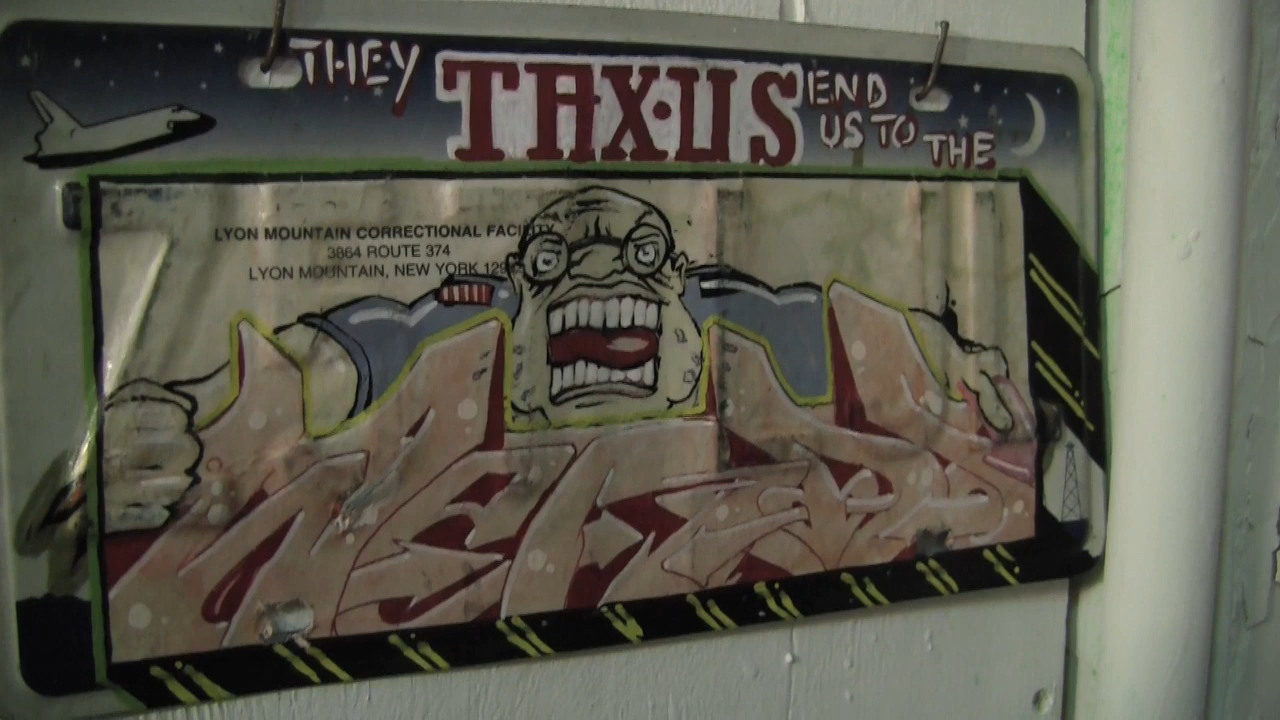 THEY TAX·US END
US TO THE
LYON MOUNTAIN CORRECTIONAL FACILITY
3864 ROUTE 374
LYON MOUNTAIN, NEW YORK